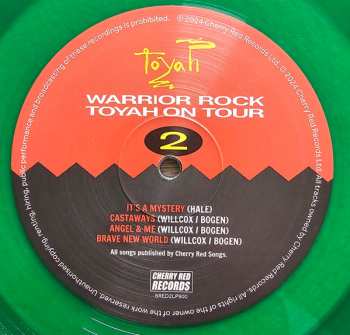 toyah
WARRIOR ROCK
TOYAH ON TOUR
2
IT'S A MYSTERY (HALE)
CASTAWAYS (WILLCOX / BOGEN)
ANGEL & ME (WILLCOX / BOGEN)
BRAVE NEW WORLD (WILLCOX / BOGEN)
All songs published by Cherry Red Songs.
CHERRY RED
RECORDS
BRED2LP900
Unauthorised copying, renting, hiring, public performance and broadcasting of these recordings is prohibited.
℗ 2024 Cherry Red Records Ltd. © 2024 Cherry Red Records Ltd. All tracks owned by Cherry Red Records. All rights of the owner of the work reserved.